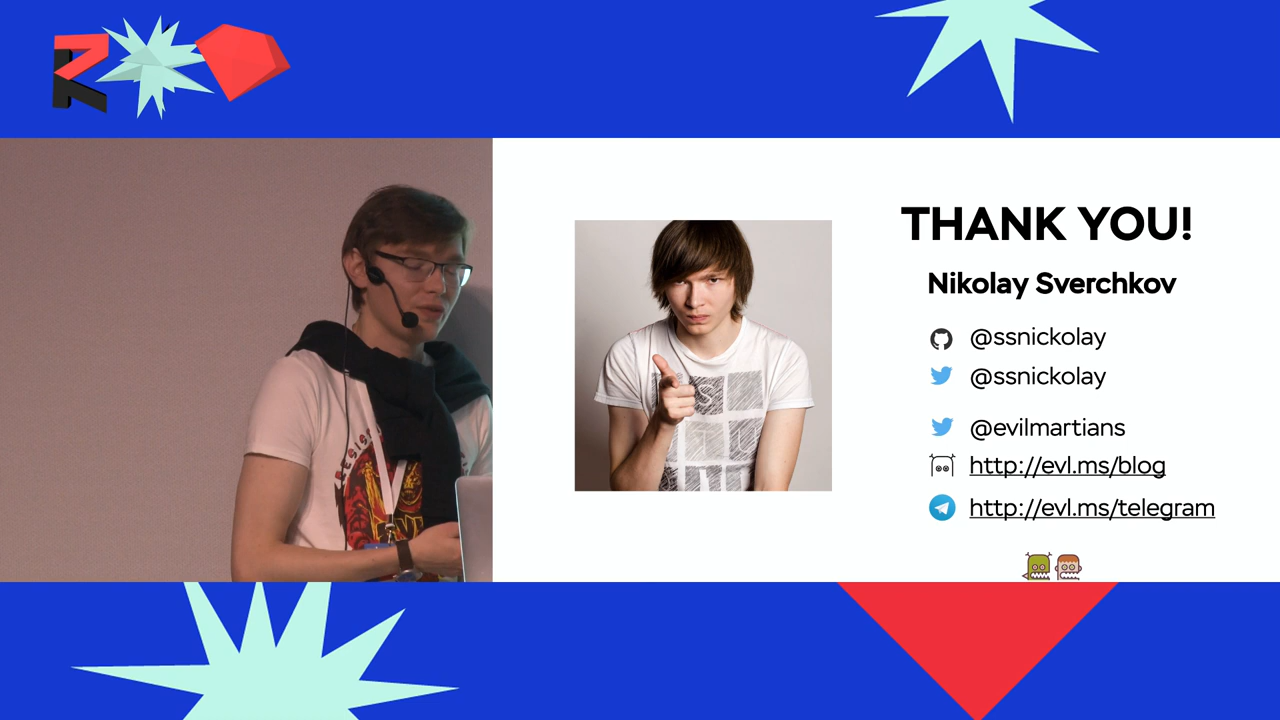 THANK YOU!
Nikolay Sverchkov
@ssnickolay
@ssnickolay
@evilmartians
http://evl.ms/blog
http://evl.ms/telegram